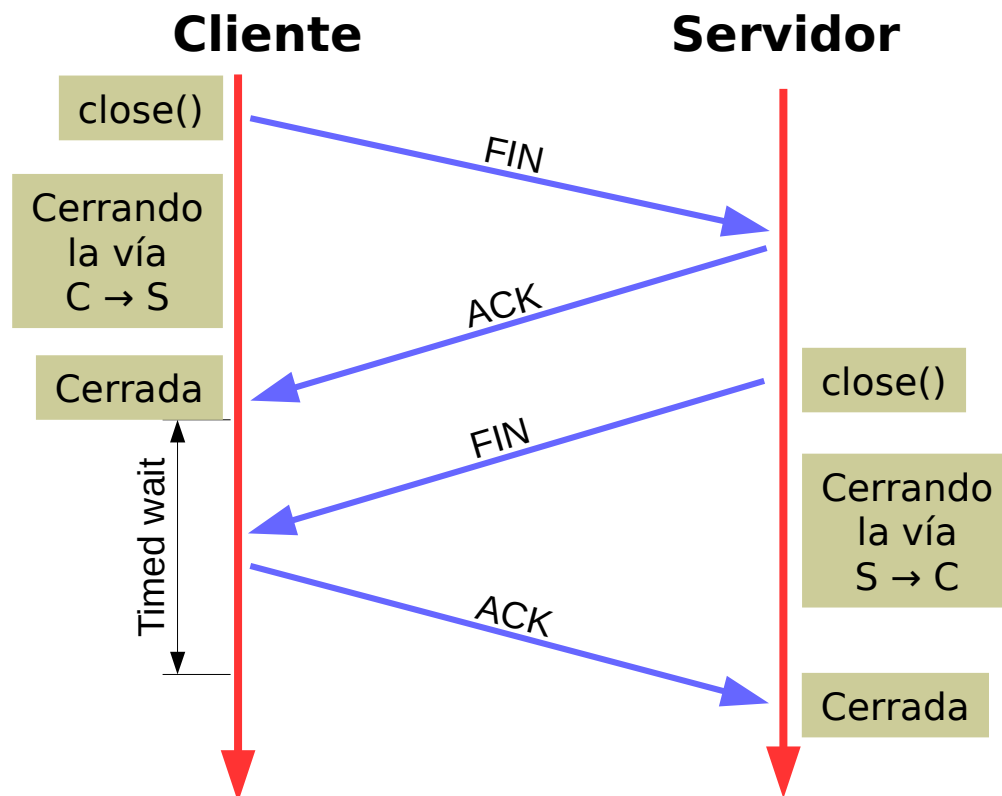 Cliente
Servidor
close()
FIN
Cerrando
la vía
C → S
ACK
Cerrada
close()
FIN
Timed wait
Cerrando
la vía
S → C
ACK
Cerrada